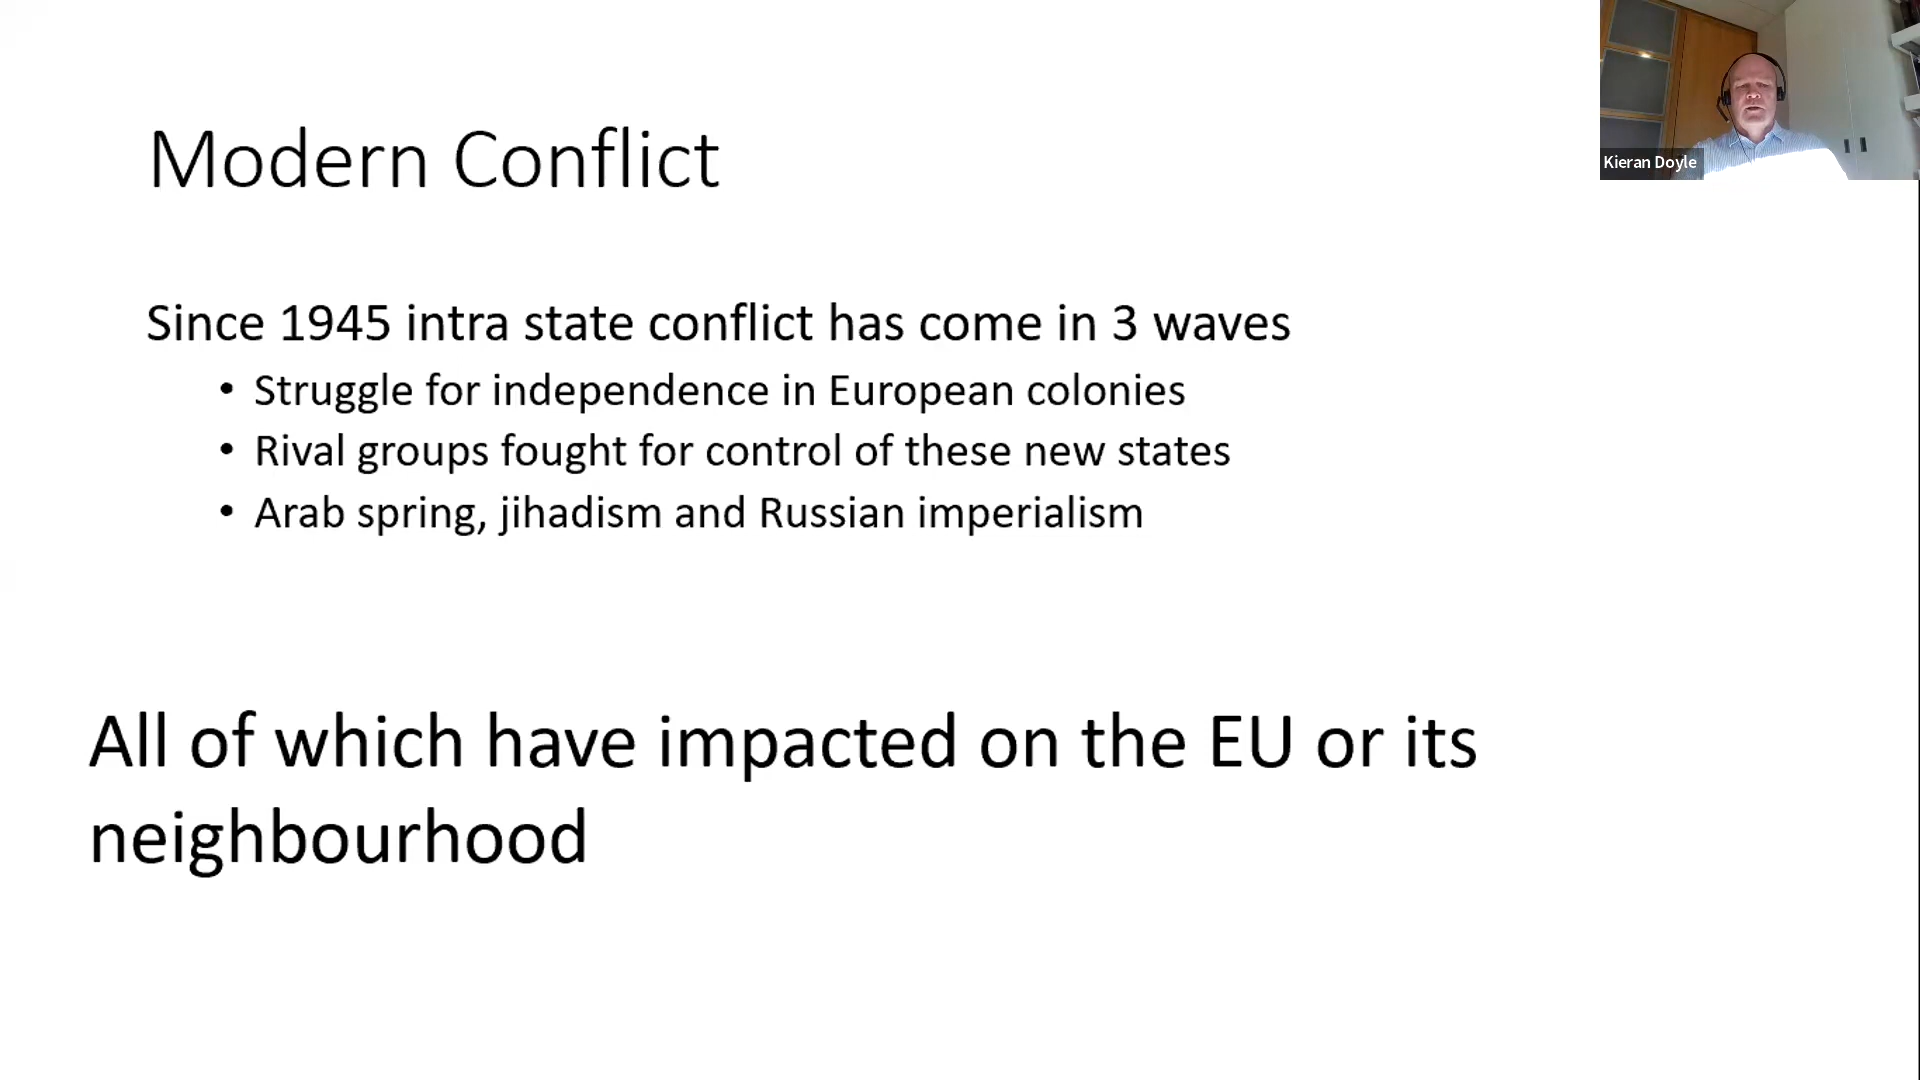 Modern Conflict
Kieran Doyle
Since 1945 intra state conflict has come in 3 waves
• Struggle for independence in European colonies
• Rival groups fought for control of these new states
• Arab spring, jihadism and Russian imperialism
All of which have impacted on the EU or its
neighbourhood